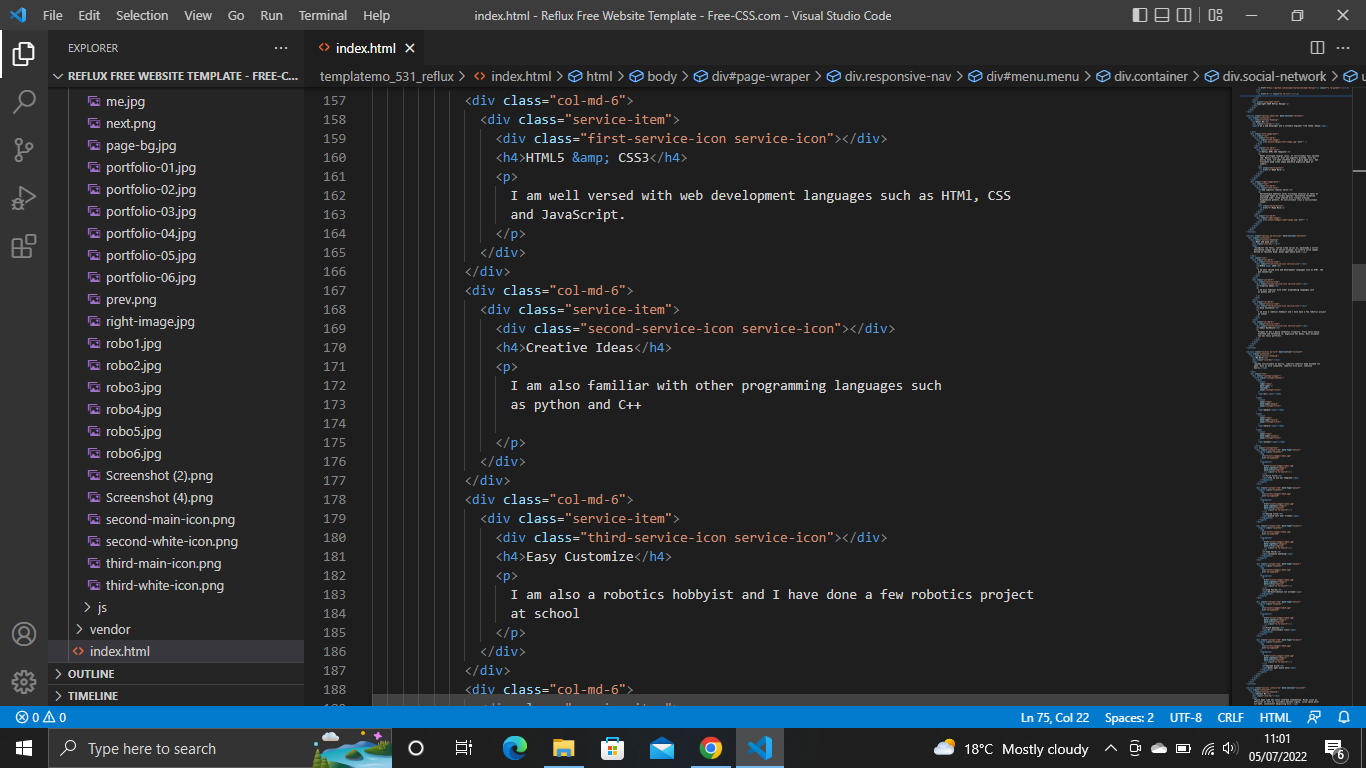 File Edit Selection View Go Run Terminal Help
index.html - Reflux Free Website Template - Free-CSS.com - Visual Studio Code
EXPLORER
REFLUX FREE WEBSITE TEMPLATE - FREE-C...
me.jpg
next.png
page-bg.jpg
portfolio-01.jpg
portfolio-02.jpg
portfolio-03.jpg
portfolio-04.jpg
portfolio-05.jpg
portfolio-06.jpg
prev.png
right-image.jpg
robo1.jpg
robo2.jpg
robo3.jpg
robo4.jpg
robo5.jpg
robo6.jpg
Screenshot (2).png
Screenshot (4).png
second-main-icon.png
second-white-icon.png
third-main-icon.png
third-white-icon.png
js
vendor
index.html
OUTLINE
TIMELINE
index.html
templatemo_531_reflux > index.html > html > body > div#page-wraper > div.responsive-nav > div#menu.menu > div.container > div.social-network >
157 <div class="col-md-6">
158 <div class="service-item">
159 <div class="first-service-icon service-icon"></div>
160 <h4>HTML5 &amp; CSS3</h4>
161 <p>
162 I am well versed with web development languages such as HTMl, CSS
163 and JavaScript.
164 </p>
165 </div>
166 </div>
167 <div class="col-md-6">
168 <div class="service-item">
169 <div class="second-service-icon service-icon"></div>
170 <h4>Creative Ideas</h4>
171 <p>
172 I am also familiar with other programming languages such
173 as python and C++
174
175 </p>
176 </div>
177 </div>
178 <div class="col-md-6">
179 <div class="service-item">
180 <div class="third-service-icon service-icon"></div>
181 <h4>Easy Customize</h4>
182 <p>
183 I am also a robotics hobbyist and I have done a few robotics project
184 at school
185 </p>
186 </div>
187 </div>
188 <div class="col-md-6">
0 0
Ln 75, Col 22 Spaces: 2 UTF-8 CRLF HTML
Type here to search
18°C Mostly cloudy
11:01
05/07/2022
6